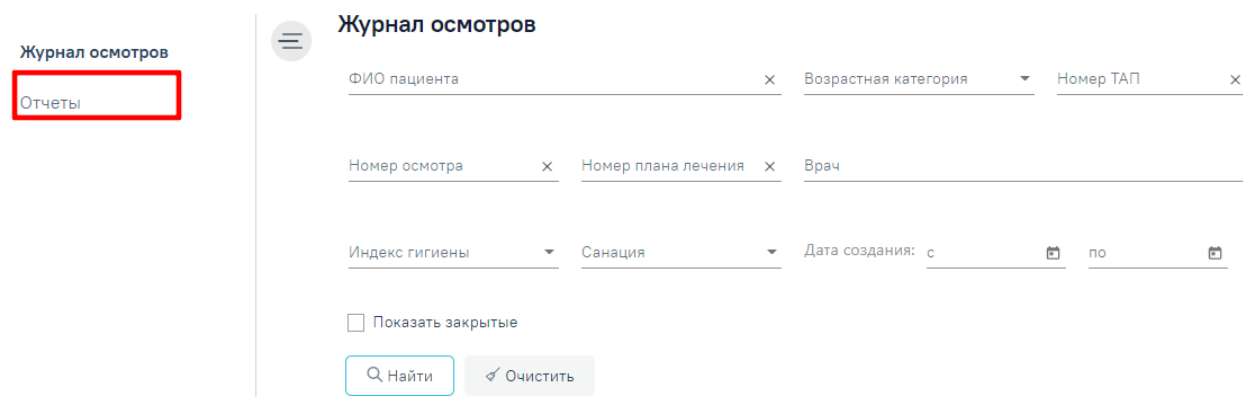 Журнал осмотров
Отчеты
Журнал осмотров
ФИО пациента
Возрастная категория
Номер ТАП
Номер осмотра
Номер плана лечения
Врач
Индекс гигиены
Санация
Дата создания: с
по
Показать закрытые
Найти
Очистить